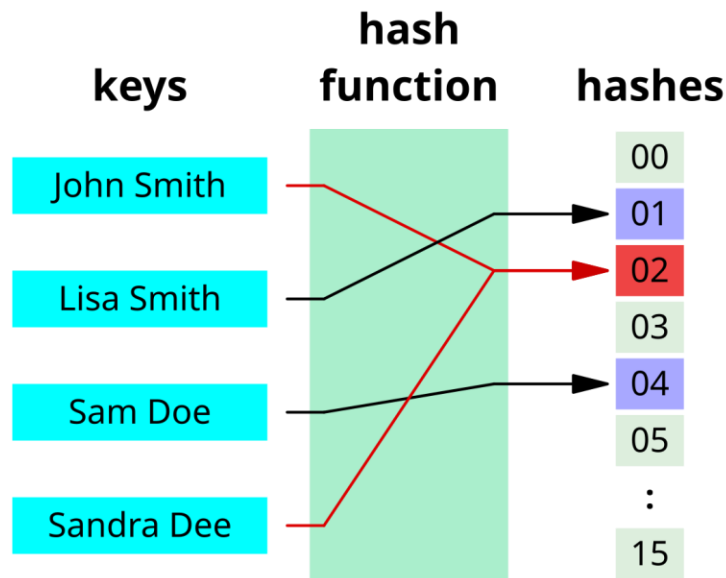 keys
hash
function
hashes
John Smith
Lisa Smith
Sam Doe
Sandra Dee
00
01
02
03
04
05
:
15